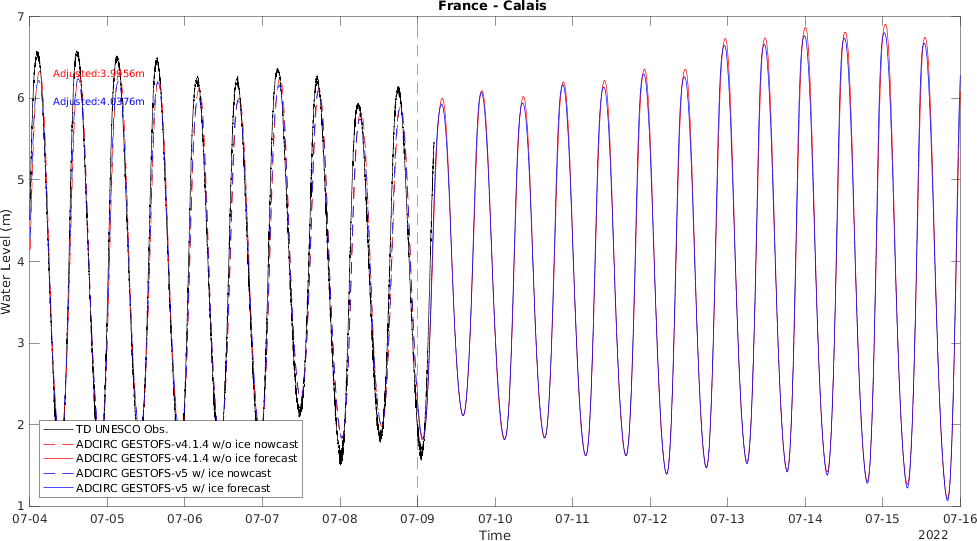 France - Calais
7
6
5
4
3
2
1
Water Level (m)
Adjusted:3.9956m
Adjusted:4.0376m
TD UNESCO Obs.
ADCIRC GESTOFS-v4.1.4 w/o ice nowcast
ADCIRC GESTOFS-v4.1.4 w/o ice forecast
ADCIRC GESTOFS-v5 w/ ice nowcast
ADCIRC GESTOFS-v5 w/ ice forecast
07-04 07-05 07-06 07-07 07-08 07-09 07-10 07-11 07-12 07-13 07-14 07-15 07-16
Time
2022